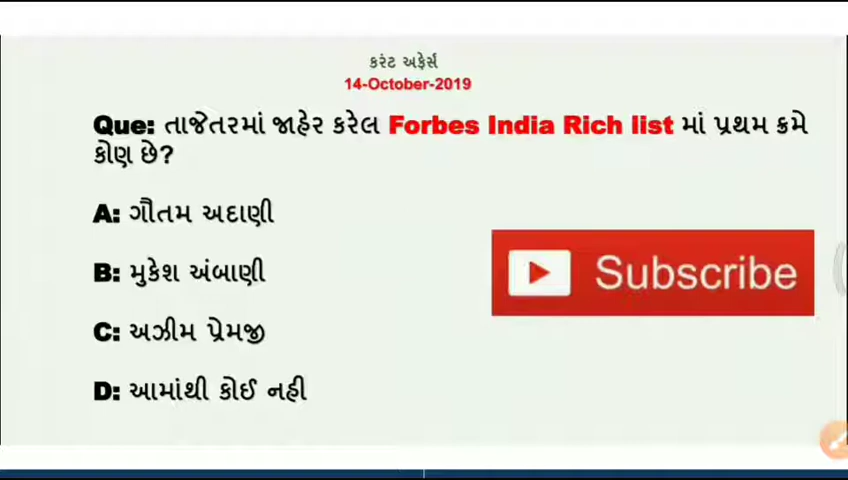 કરંટ અફેર્સ
14-October-2019
Que: તાજેતરમાં જાહેર કરેલ Forbes India Rich list માં પ્રથમ ક્રમે
કોણ છે?
A: ગૌતમ અદાણી
B: મુકેશ અંબાણી
Subscribe
C: અઝીમ પ્રેમજી
D: આમાંથી કોઈ નહી